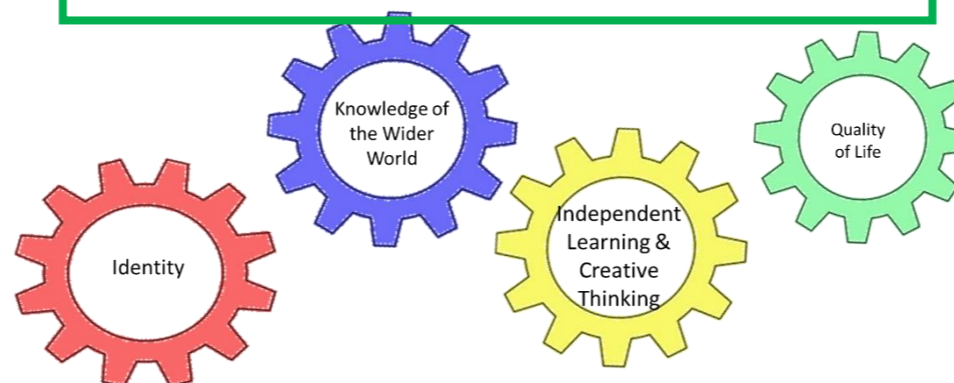 Identity
Knowledge of
the Wider
World
Independent
Learning &
Creative
Thinking
Quality
of Life